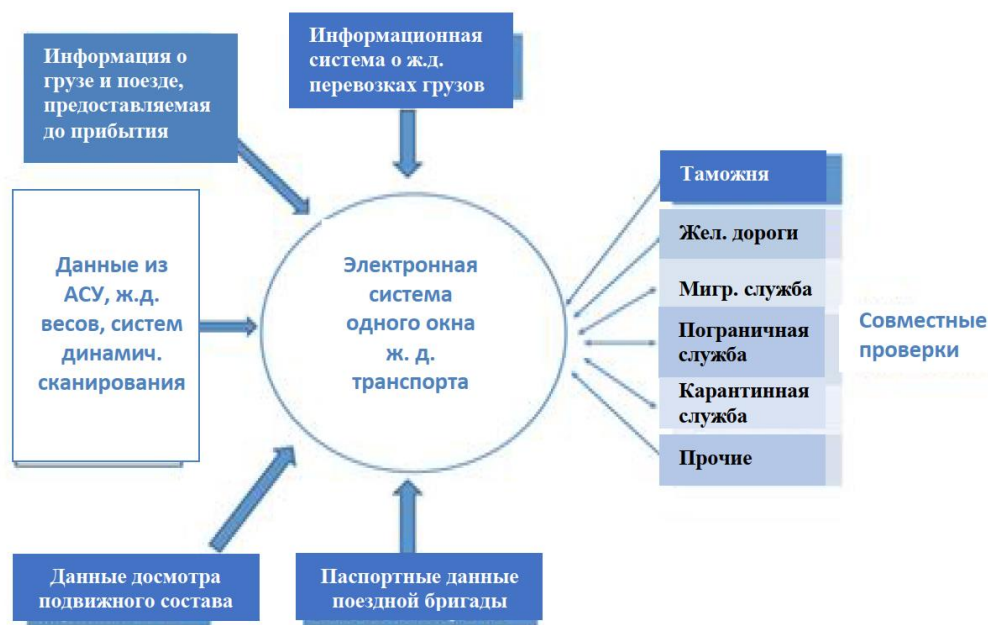 Информация о
грузе и поезде,
предоставляемая
до прибытия
Информационная
система о ж.д.
перевозках грузов
Данные из
АСУ, ж.д.
весов, систем
динамич.
сканирования
Электронная
система
одного окна
ж. д.
транспорта
Таможня
Жел. дороги
Мигр. служба
Пограничная
служба
Карантинная
служба
Прочие
Совместные
проверки
Данные досмотра
подвижного состава
Паспортные данные
поездной бригады